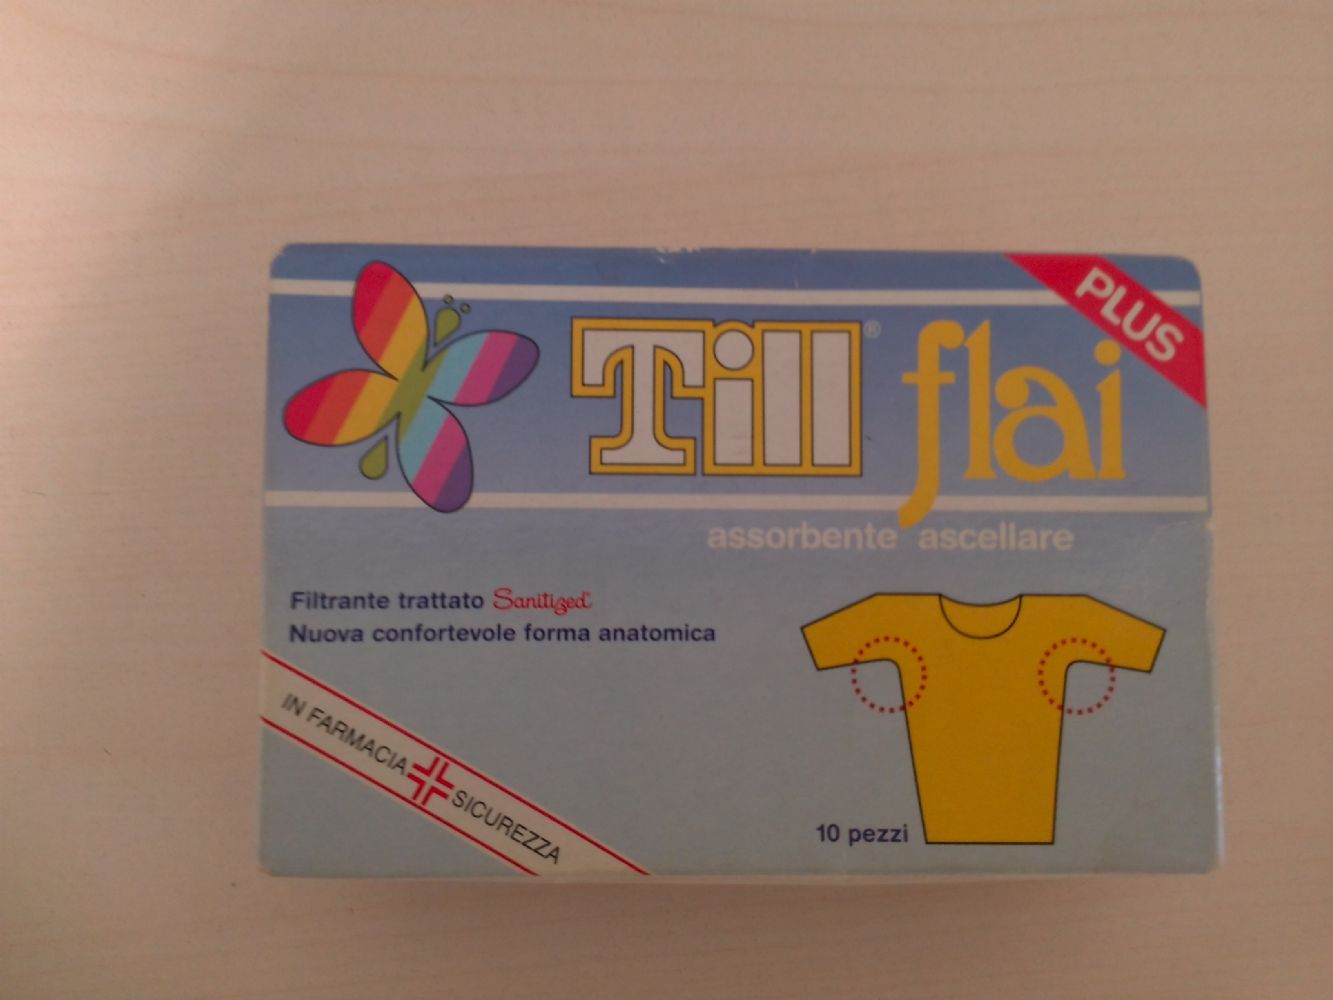 PLUS
Till® flai
assorbente ascellare
Filtrante trattato Sanitized®
Nuova confortevole forma anatomica
IN FARMACIA SICUREZZA
10 pezzi